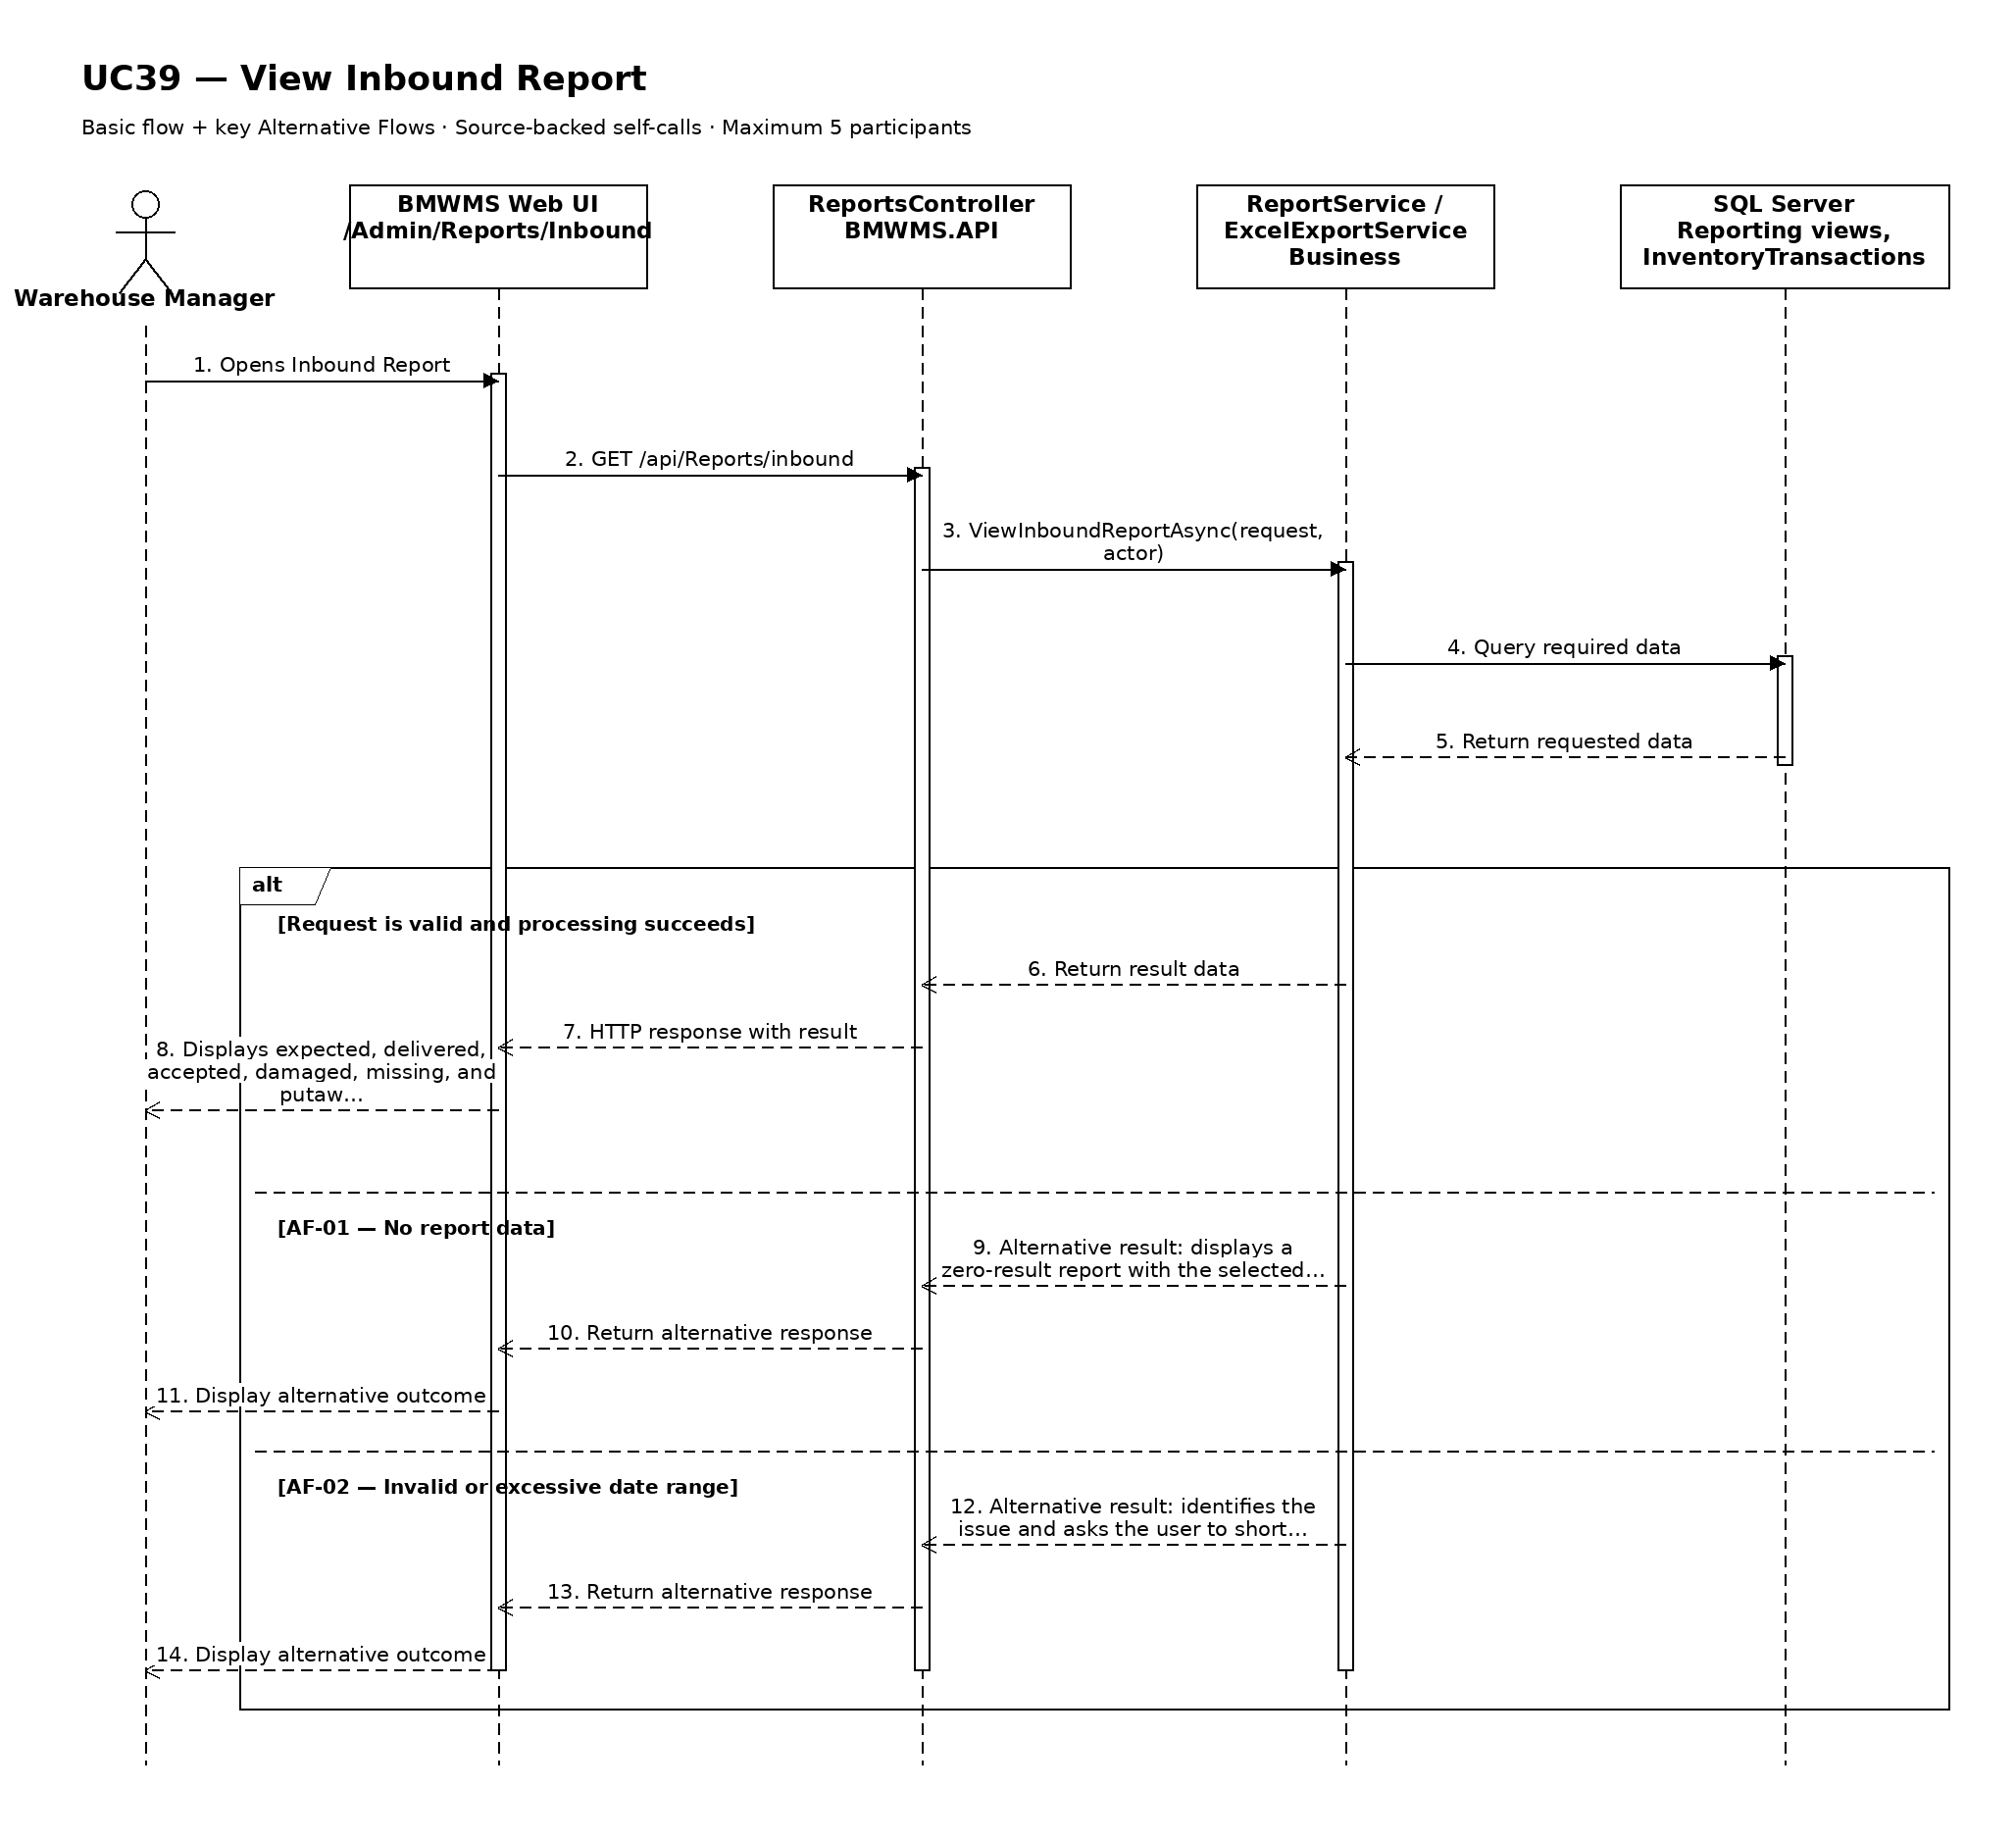 UC39 — View Inbound Report
Basic flow + key Alternative Flows · Source-backed self-calls · Maximum 5 participants
Warehouse Manager
BMWMS Web UI
/Admin/Reports/Inbound
ReportsController
BMWMS.API
ReportService /
ExcelExportService
Business
SQL Server
Reporting views,
InventoryTransactions
1. Opens Inbound Report
2. GET /api/Reports/inbound
3. ViewInboundReportAsync(request,
actor)
4. Query required data
5. Return requested data
alt
[Request is valid and processing succeeds]
6. Return result data
7. HTTP response with result
8. Displays expected, delivered,
accepted, damaged, missing, and
putaw...
[AF-01 — No report data]
9. Alternative result: displays a
zero-result report with the selected...
10. Return alternative response
11. Display alternative outcome
[AF-02 — Invalid or excessive date range]
12. Alternative result: identifies the
issue and asks the user to short...
13. Return alternative response
14. Display alternative outcome